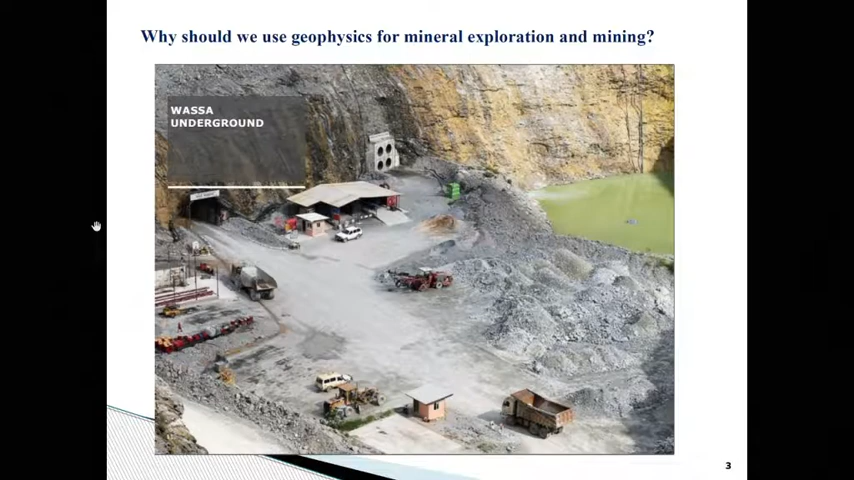 Why should we use geophysics for mineral exploration and mining?
WASSA
UNDERGROUND
3